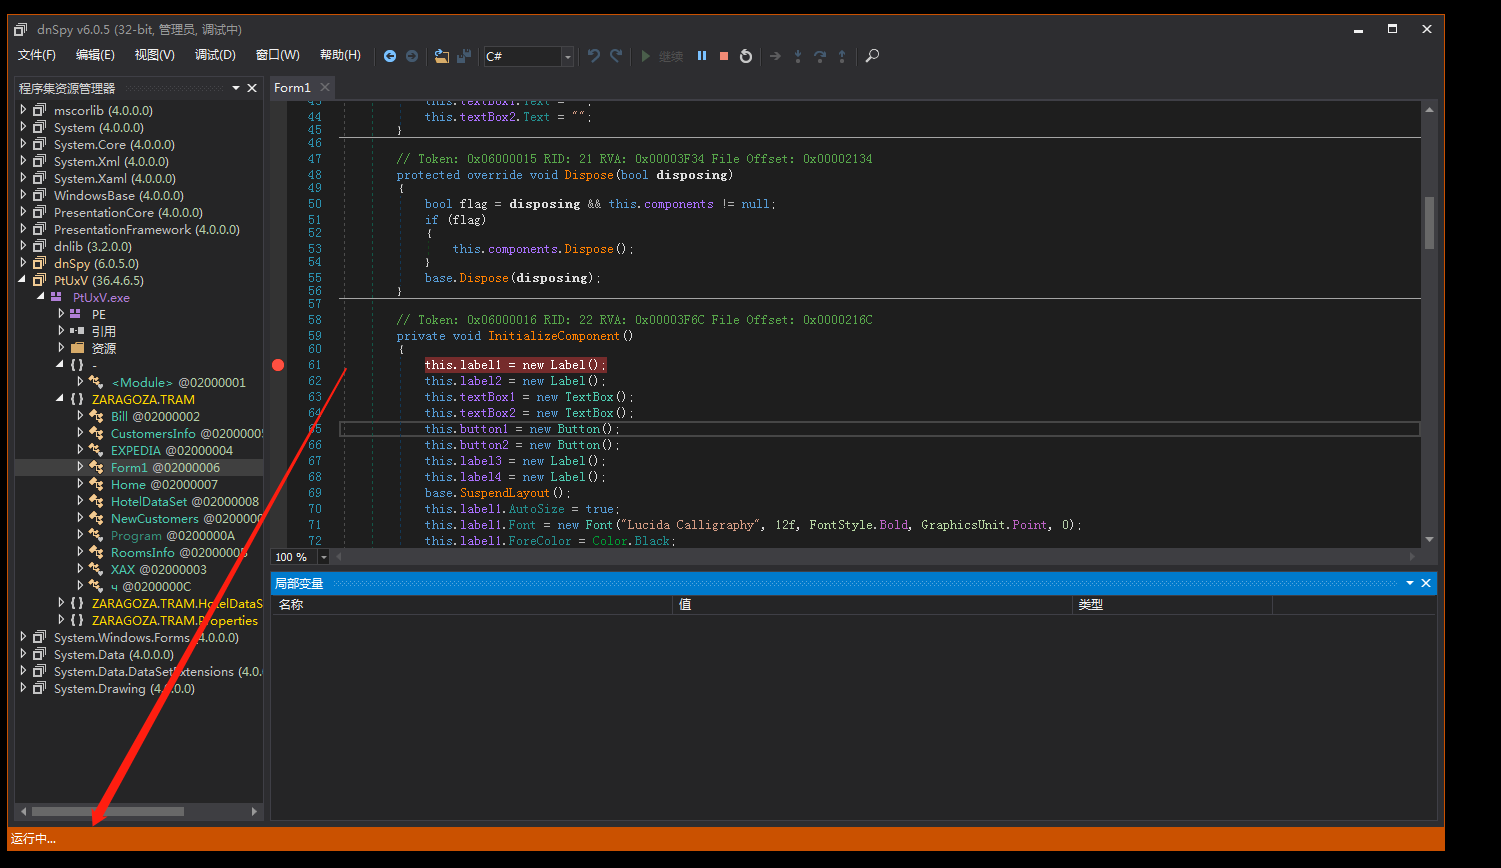 dnSpy v6.0.5 (32-bit, 管理员, 调试中)
文件(F) 编辑(E) 视图(V) 调试(D) 窗口(W) 帮助(H) C# 继续
程序集资源管理器
mscorlib (4.0.0.0)
System (4.0.0.0)
System.Core (4.0.0.0)
System.Xml (4.0.0.0)
System.Xaml (4.0.0.0)
WindowsBase (4.0.0.0)
PresentationCore (4.0.0.0)
PresentationFramework (4.0.0.0)
dnlib (3.2.0.0)
dnSpy (6.0.5.0)
PtUxV (36.4.6.5)
PtUxV.exe
PE
引用
资源
{ } -
<Module> @02000001
{ } ZARAGOZA.TRAM
Bill @02000002
CustomersInfo @02000005
EXPEDIA @02000004
Form1 @02000006
Home @02000007
HotelDataSet @02000008
NewCustomers @0200000
Program @0200000A
RoomsInfo @0200000B
XAX @02000003
ч @0200000C
{ } ZARAGOZA.TRAM.HotelDataS
{ } ZARAGOZA.TRAM.Properties
System.Windows.Forms (4.0.0.0)
System.Data (4.0.0.0)
System.Data.DataSetExtensions (4.0.
System.Drawing (4.0.0.0)
Form1
43 this.textBox1.Text = "";
44 this.textBox2.Text = "";
45 }
46
47 // Token: 0x06000015 RID: 21 RVA: 0x00003F34 File Offset: 0x00002134
48 protected override void Dispose(bool disposing)
49 {
50 bool flag = disposing && this.components != null;
51 if (flag)
52 {
53 this.components.Dispose();
54 }
55 base.Dispose(disposing);
56 }
57
58 // Token: 0x06000016 RID: 22 RVA: 0x00003F6C File Offset: 0x0000216C
59 private void InitializeComponent()
60 {
61 this.label1 = new Label();
62 this.label2 = new Label();
63 this.textBox1 = new TextBox();
64 this.textBox2 = new TextBox();
65 this.button1 = new Button();
66 this.button2 = new Button();
67 this.label3 = new Label();
68 this.label4 = new Label();
69 base.SuspendLayout();
70 this.label1.AutoSize = true;
71 this.label1.Font = new Font("Lucida Calligraphy", 12f, FontStyle.Bold, GraphicsUnit.Point, 0);
72 this.label1.ForeColor = Color.Black;
100 %
局部变量
名称 值 类型
运行中...